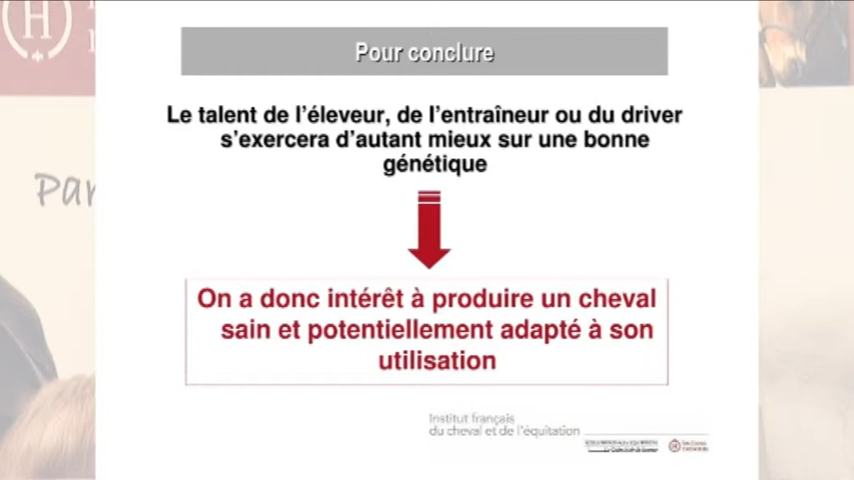 Pour conclure
Le talent de l'éleveur, de l'entraîneur ou du driver
s'exercera d'autant mieux sur une bonne
génétique
On a donc intérêt à produire un cheval
sain et potentiellement adapté à son
utilisation
Institut français
du cheval et de l'équitation